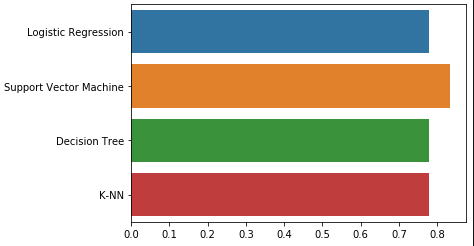 Logistic Regression
Support Vector Machine
Decision Tree
K-NN
0.0 0.1 0.2 0.3 0.4 0.5 0.6 0.7 0.8